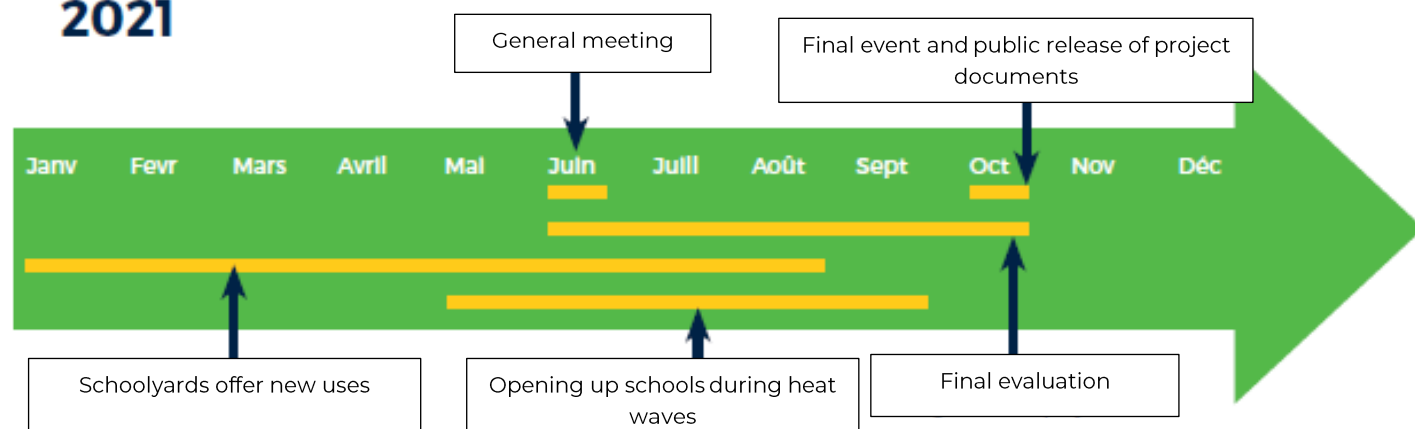 2021
General meeting
Final event and public release of project
documents
Janv Fevr Mars Avril Mai Juin Juill Août Sept Oct Nov Déc
Schoolyards offer new uses
Opening up schools during heat
waves
Final evaluation